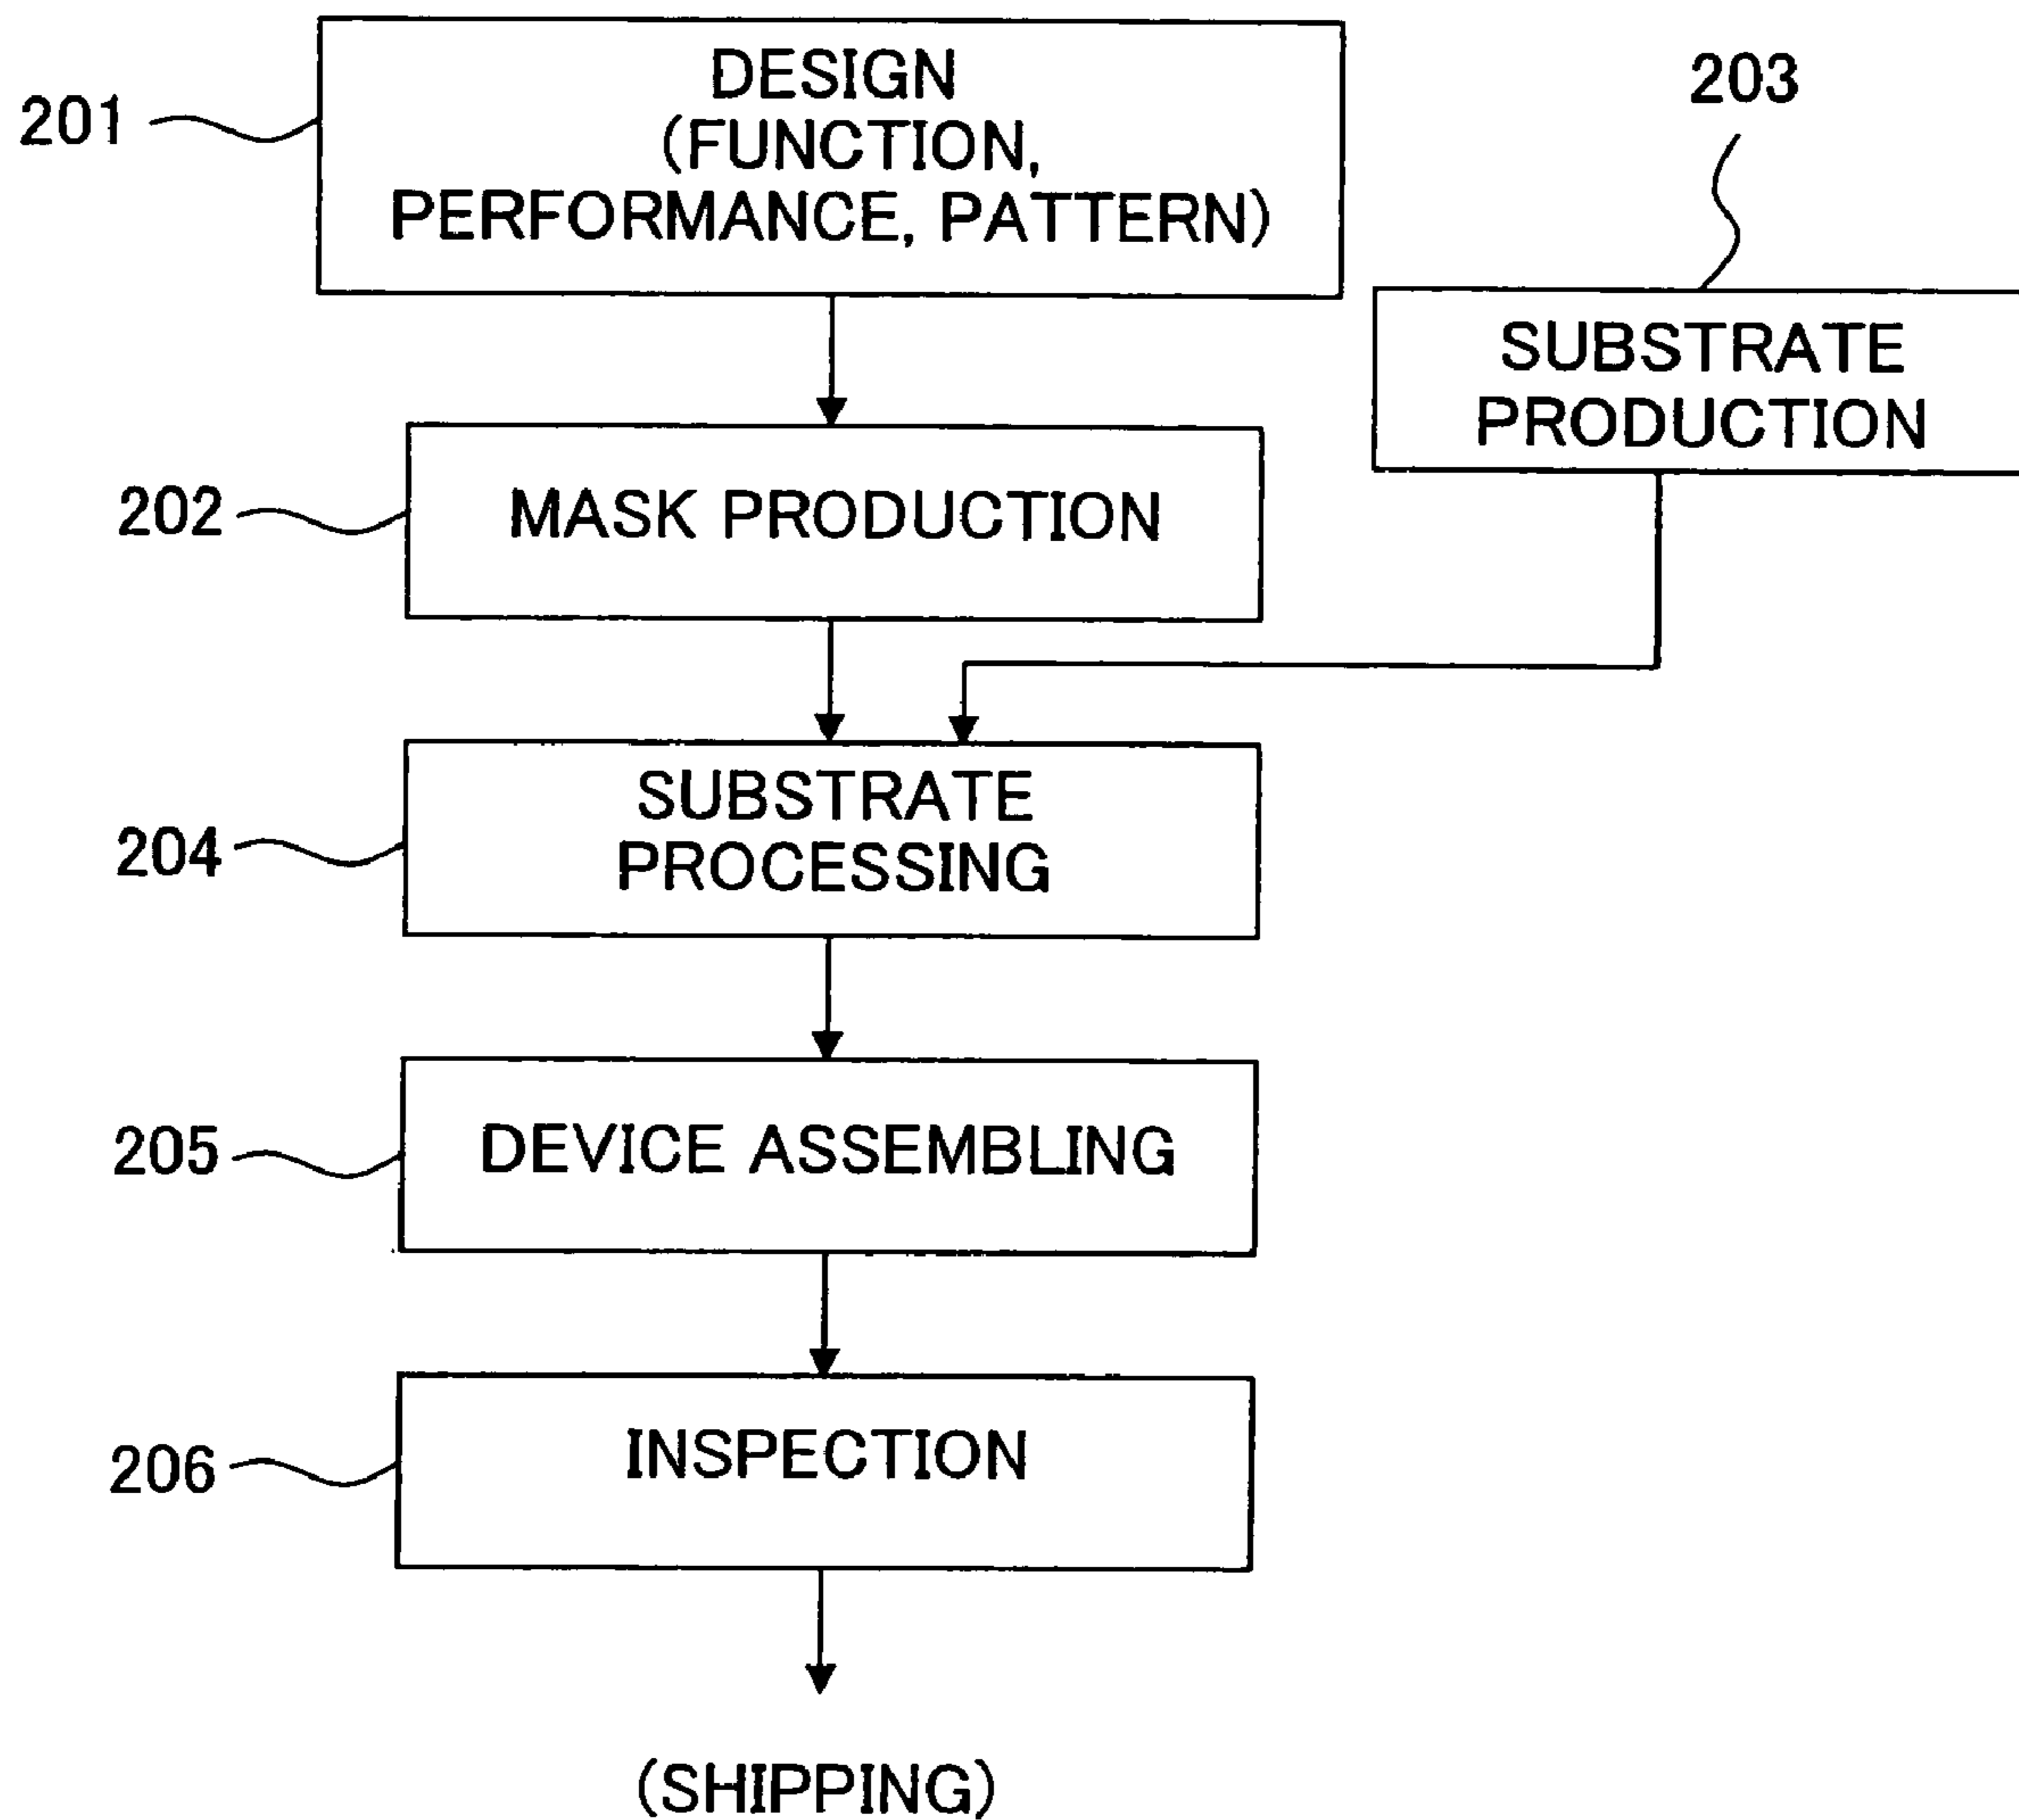 201
DESIGN
(FUNCTION,
PERFORMANCE, PATTERN)
203
SUBSTRATE
PRODUCTION
202
MASK PRODUCTION
204
SUBSTRATE
PROCESSING
205
DEVICE ASSEMBLING
206
INSPECTION
(SHIPPING)